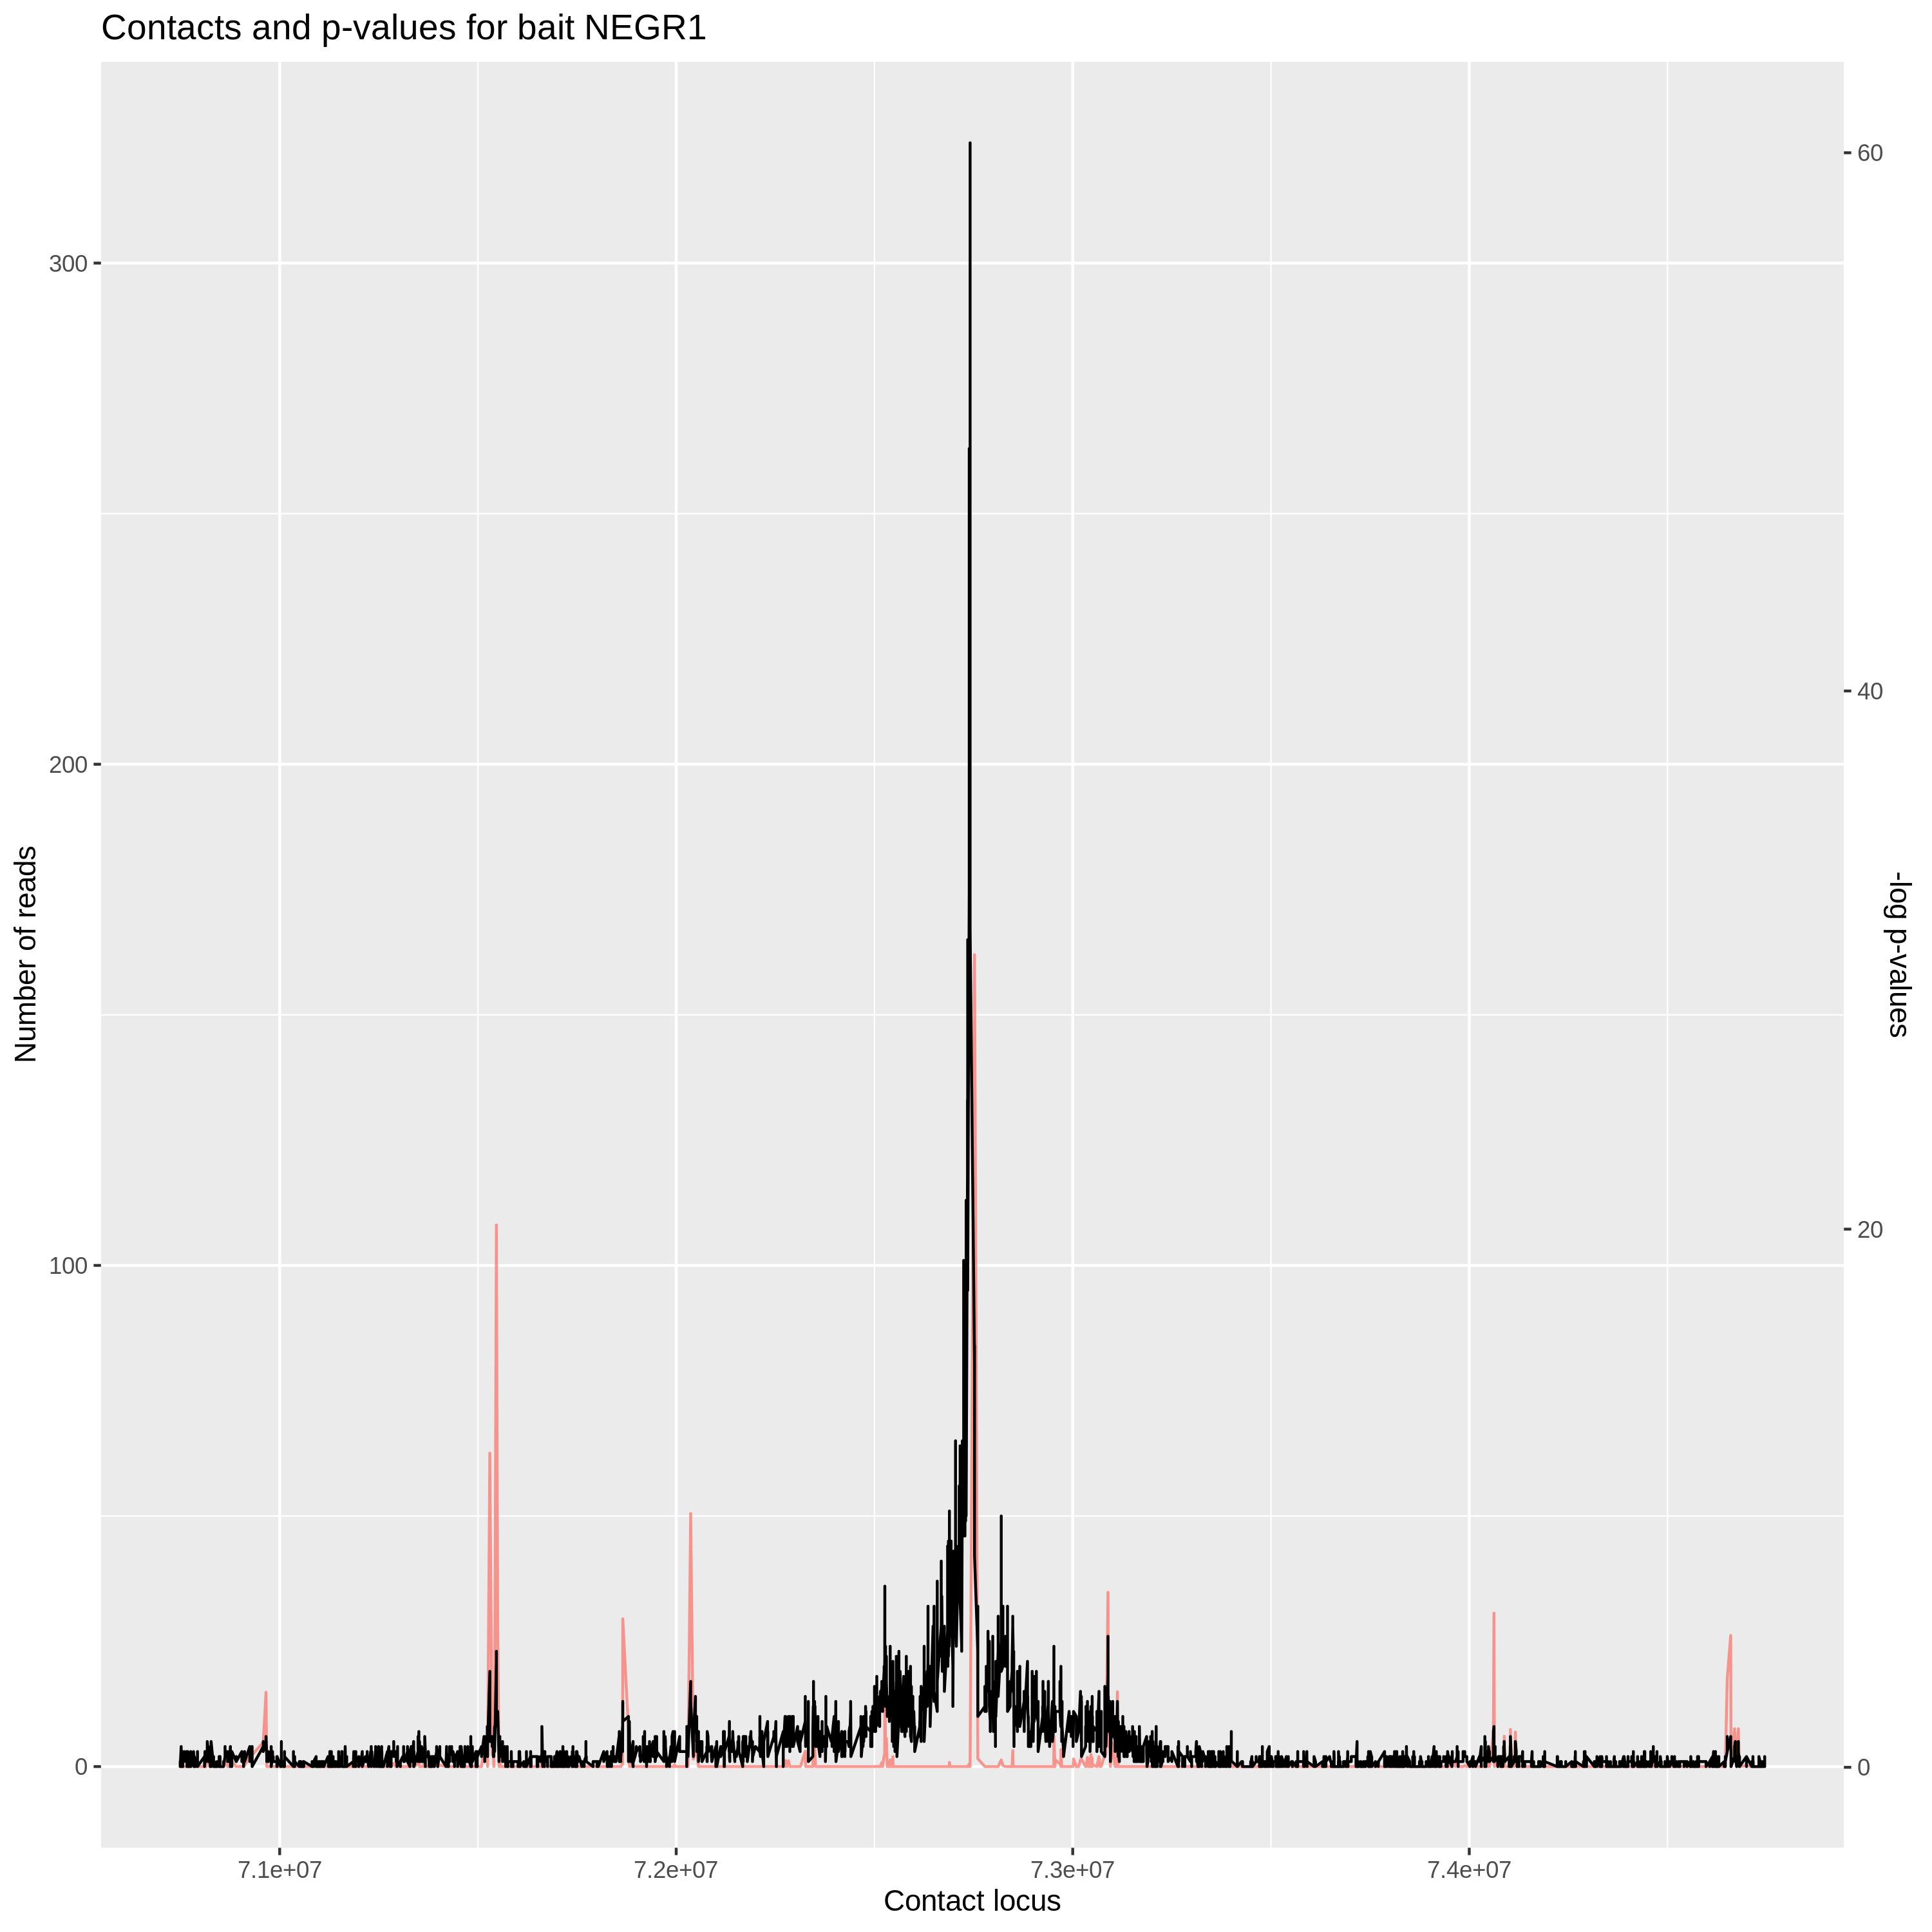 Contacts and p-values for bait NEGR1
300
200
100
0
Number of reads
60
40
20
0
-log p-values
7.1e+07
7.2e+07
7.3e+07
7.4e+07
Contact locus